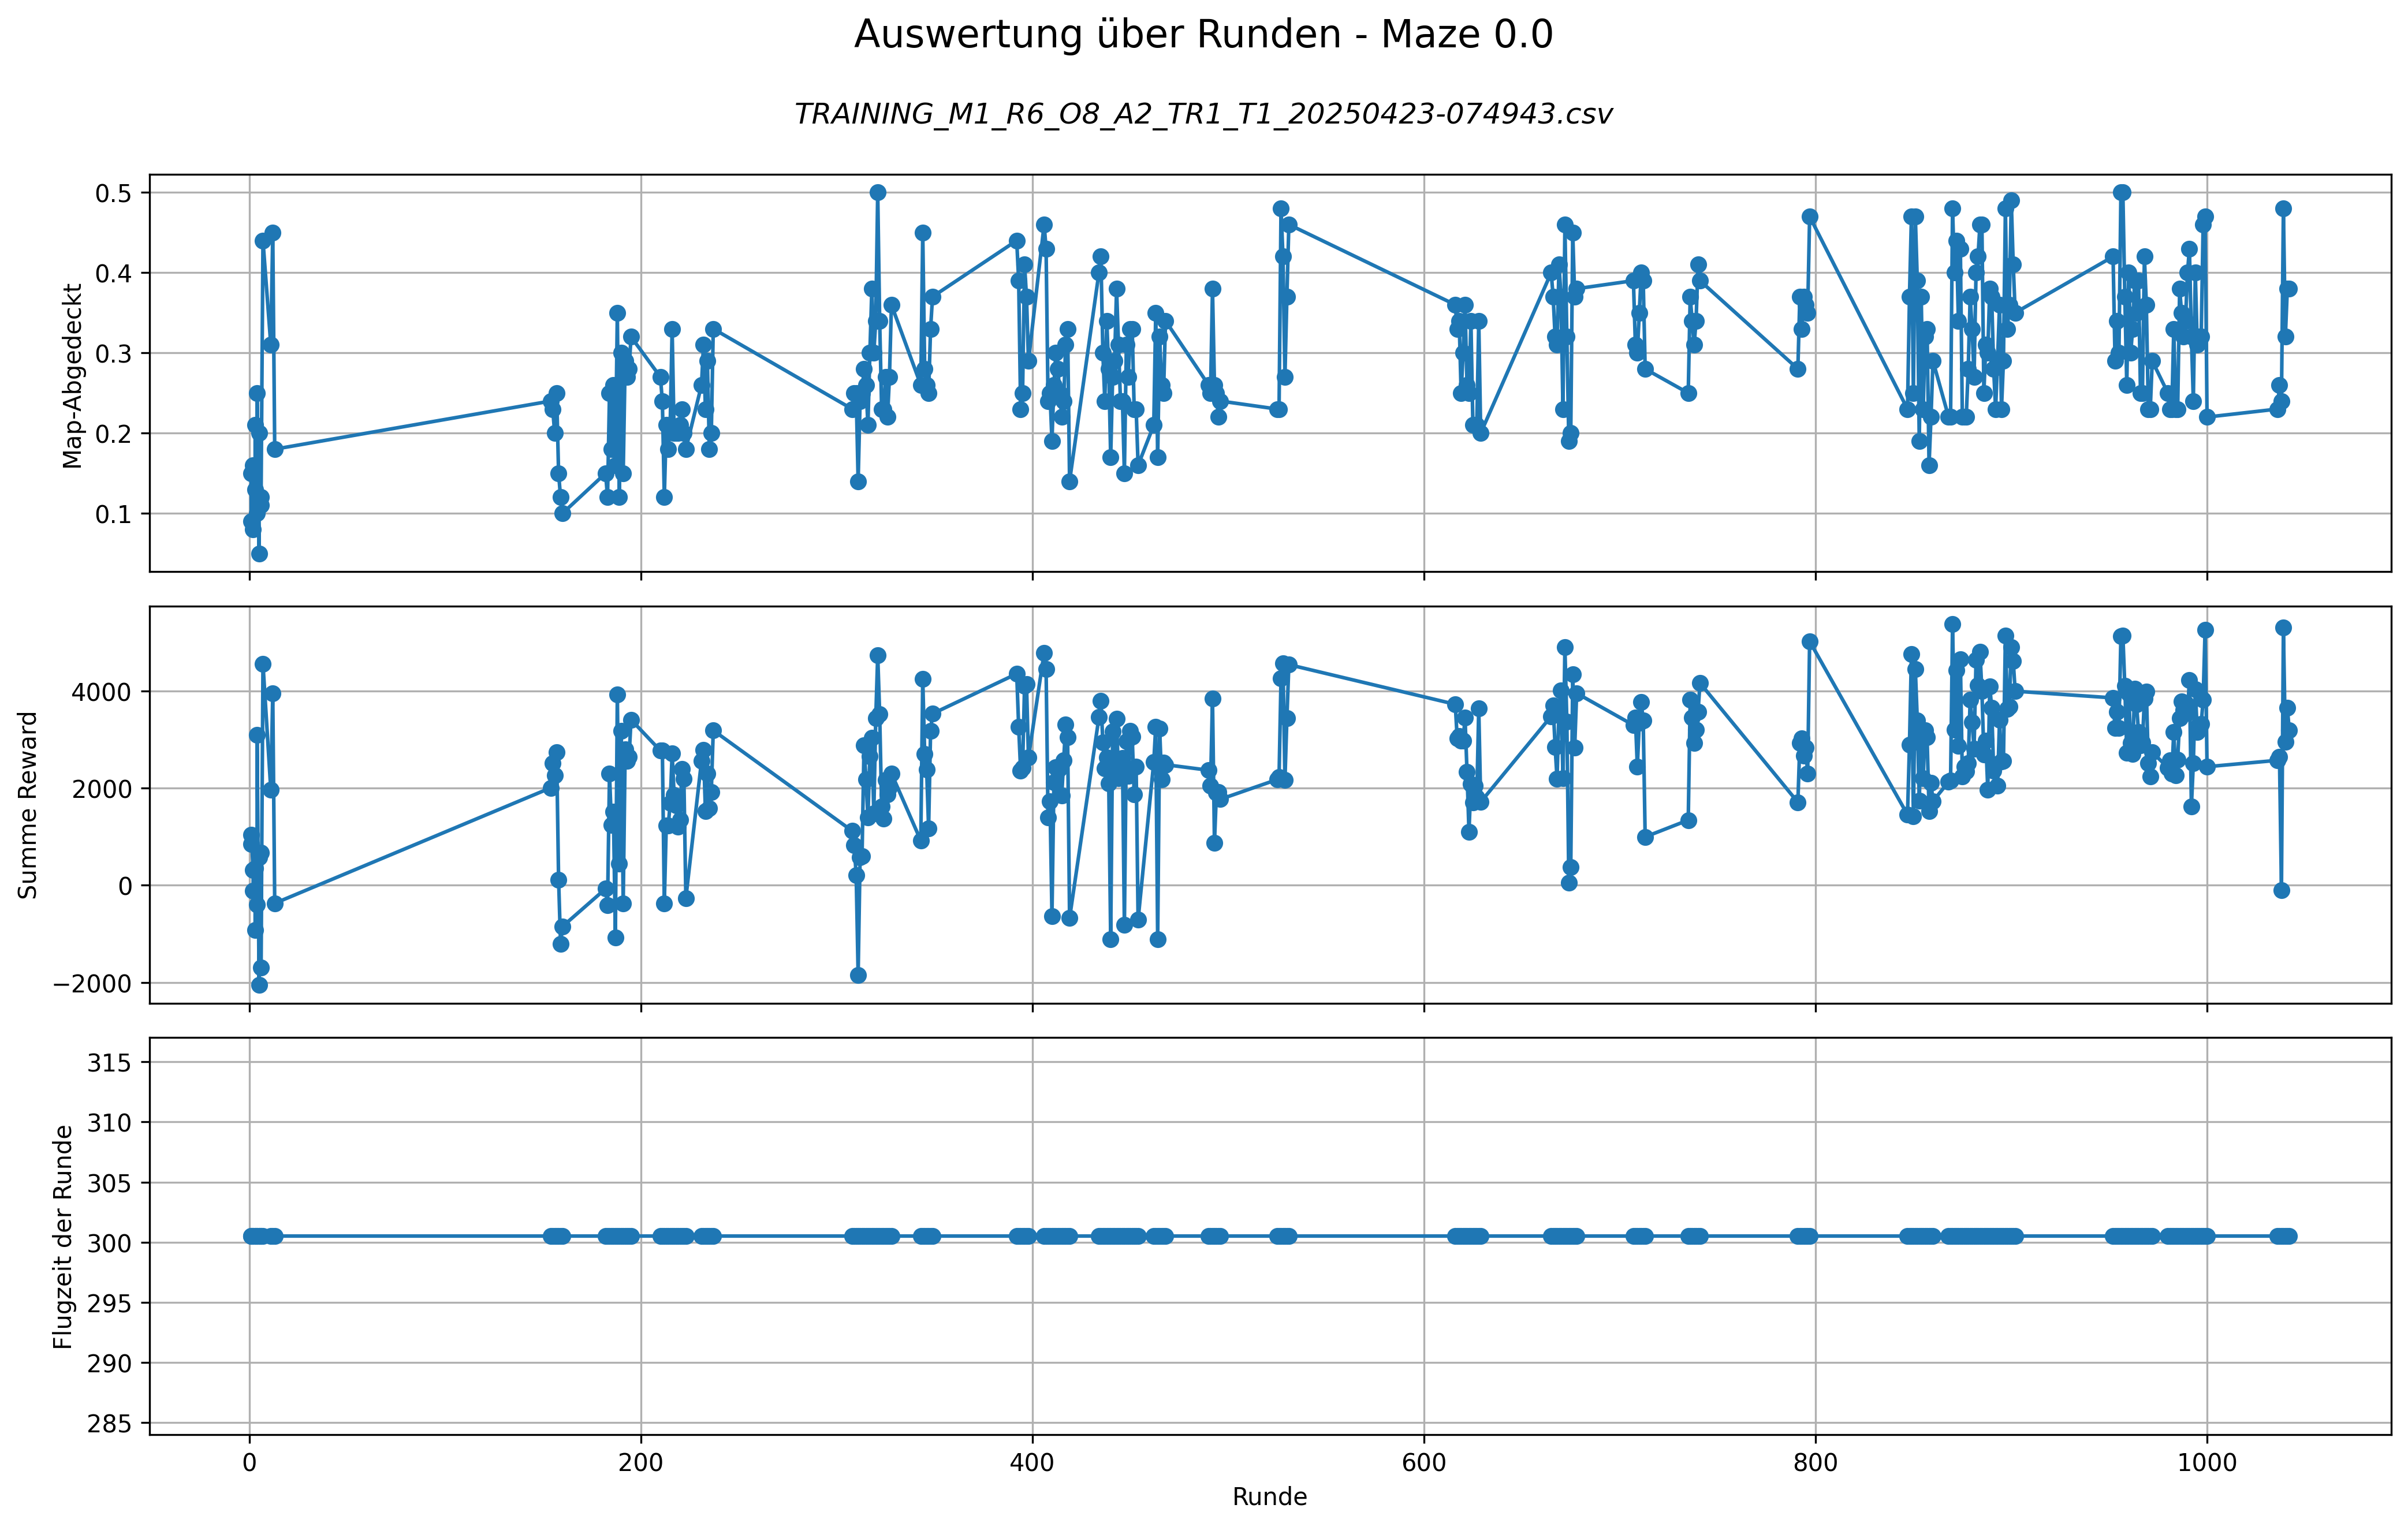 Auswertung über Runden - Maze 0.0
TRAINING_M1_R6_O8_A2_TR1_T1_20250423-074943.csv
Map-Abgedeckt
0.5
0.4
0.3
0.2
0.1
Summe Reward
4000
2000
0
−2000
Flugzeit der Runde
315
310
305
300
295
290
285
0 200 400 600 800 1000
Runde